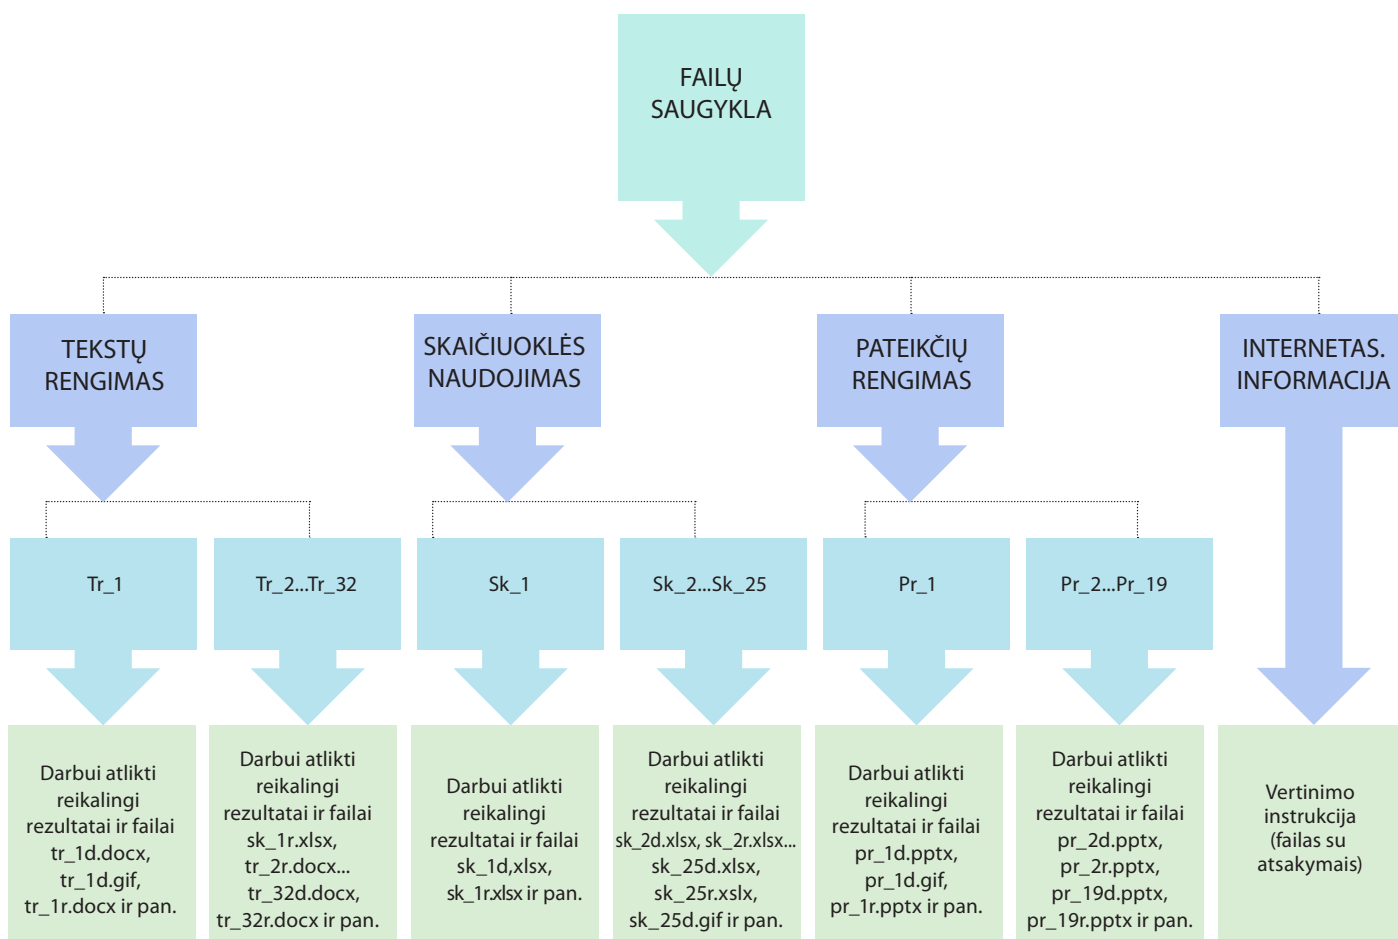 FAILŲ
SAUGYKLA
TEKSTŲ
RENGIMAS
SKAIČIUOKLĖS
NAUDOJIMAS
PATEIKČIŲ
RENGIMAS
INTERNETAS.
INFORMACIJA
Tr_1
Tr_2...Tr_32
Sk_1
Sk_2...Sk_25
Pr_1
Pr_2...Pr_19
Darbui atlikti
reikalingi
rezultatai ir failai
tr_1d.docx,
tr_1d.gif,
tr_1r.docx ir pan.
Darbui atlikti
reikalingi
rezultatai ir failai
sk_1r.xlsx,
tr_2r.docx...
tr_32d.docx,
tr_32r.docx ir pan.
Darbui atlikti
reikalingi
rezultatai ir failai
sk_1d,xlsx,
sk_1r.xlsx ir pan.
Darbui atlikti
reikalingi
rezultatai ir failai
sk_2d.xlsx, sk_2r.xlsx...
sk_25d.xlsx,
sk_25r.xslx,
sk_25d.gif ir pan.
Darbui atlikti
reikalingi
rezultatai ir failai
pr_1d.pptx,
pr_1d.gif,
pr_1r.pptx ir pan.
Darbui atlikti
reikalingi
rezultatai ir failai
pr_2d.pptx,
pr_2r.pptx,
pr_19d.pptx,
pr_19r.pptx ir pan.
Vertinimo
instrukcija
(failas su
atsakymais)